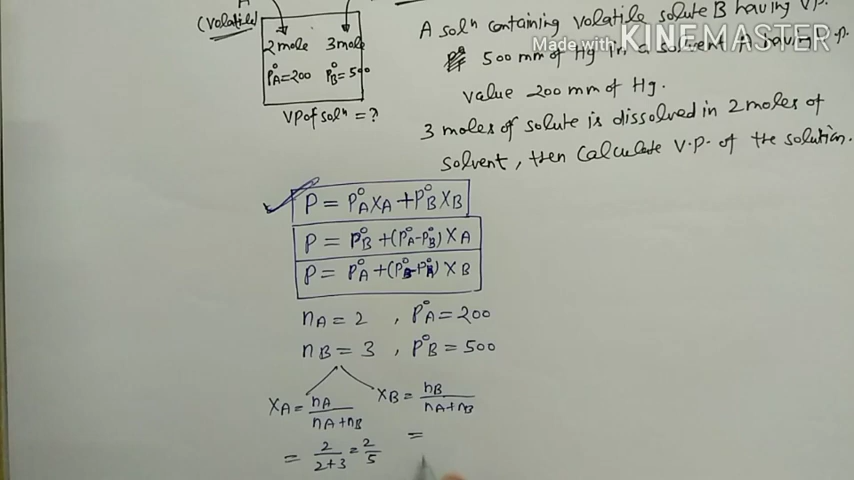 (Volatile)
2 mole 3 mole
P°A=200 P°B=500
VP of solⁿ = ?
A solⁿ containing volatile solute B having V.P.
500 mm of Hg in a solvent A having V.P.
Made with KINEMASTER
value 200 mm of Hg.
3 moles of solute is dissolved in 2 moles of
solvent, then calculate V.P. of the solution.
P = P°A XA + P°B XB
P = P°B + (P°A - P°B) XA
P = P°A + (P°B - P°A) XB
nA = 2 , P°A = 200
nB = 3 , P°B = 500
XA = nA / nA+nB XB = nB / nA+nB
= 2 / 2+3 = 2/5 =